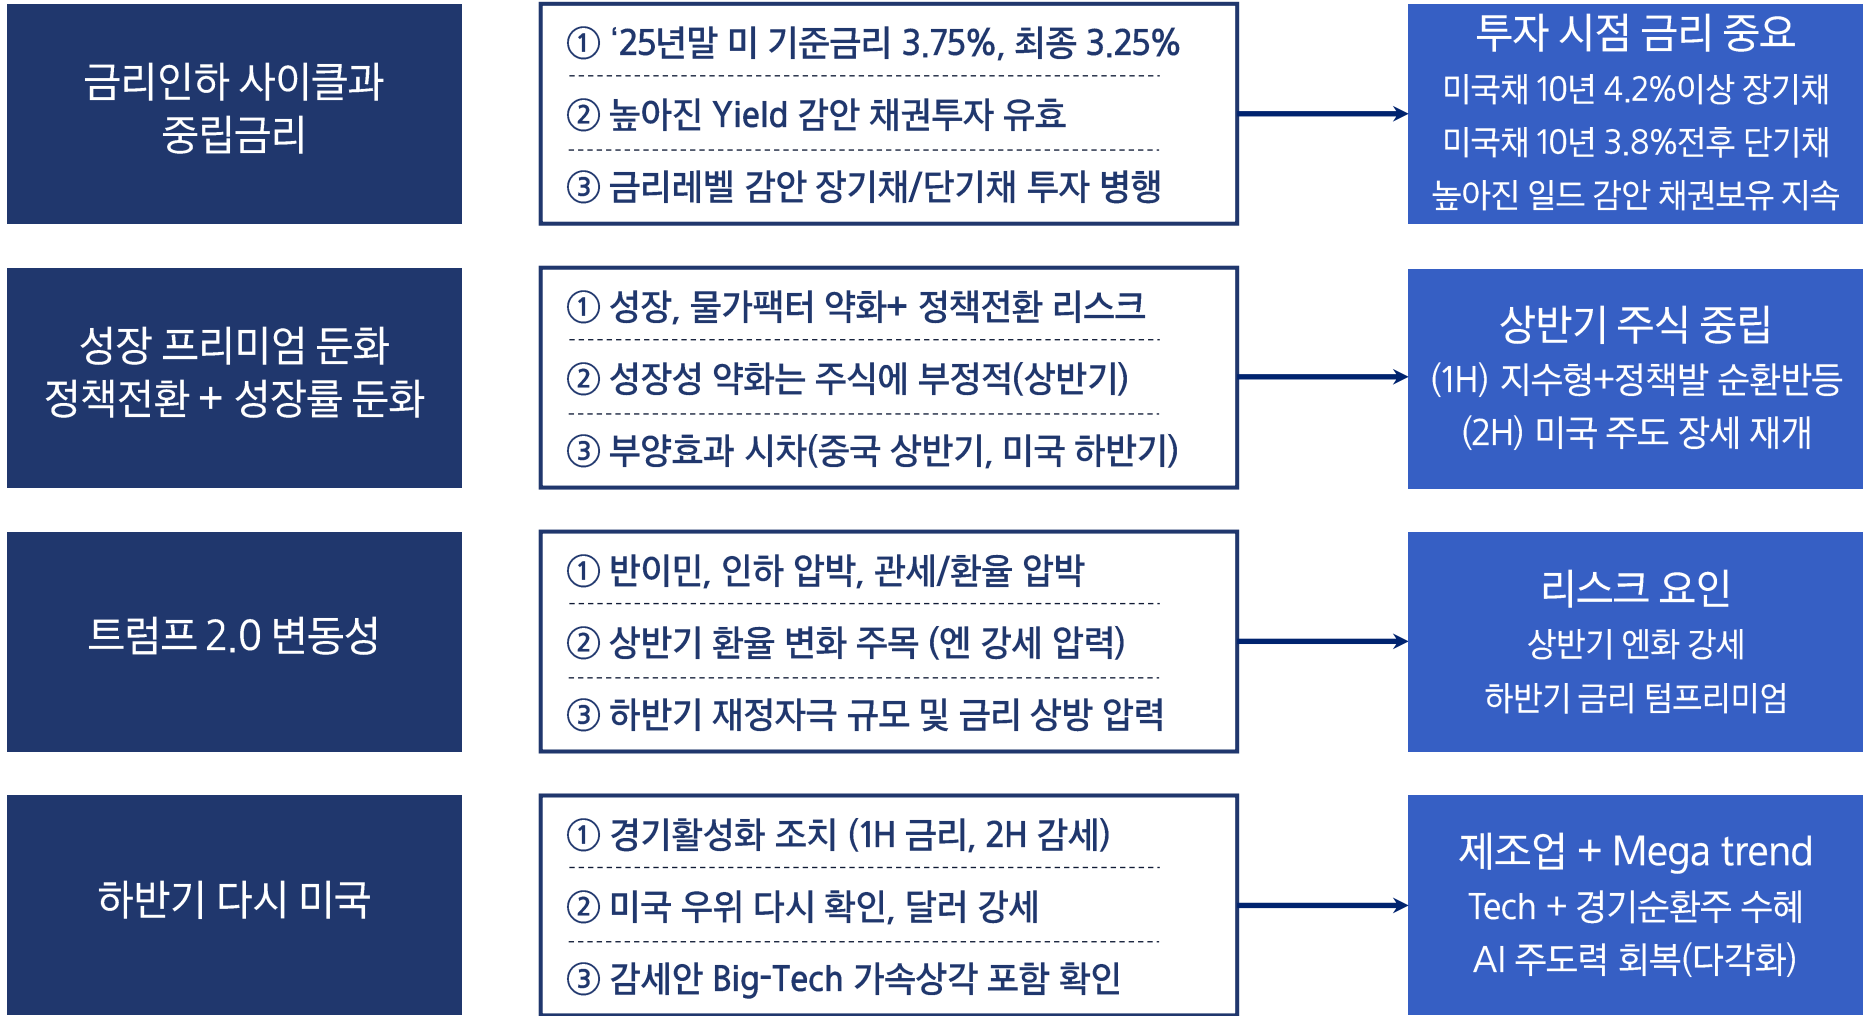 금리인하 사이클과
중립금리
① ‘25년말 미 기준금리 3.75%, 최종 3.25%
② 높아진 Yield 감안 채권투자 유효
③ 금리레벨 감안 장기채/단기채 투자 병행
투자 시점 금리 중요
미국채 10년 4.2%이상 장기채
미국채 10년 3.8%전후 단기채
높아진 일드 감안 채권보유 지속
성장 프리미엄 둔화
정책전환 + 성장률 둔화
① 성장, 물가팩터 약화+ 정책전환 리스크
② 성장성 약화는 주식에 부정적(상반기)
③ 부양효과 시차(중국 상반기, 미국 하반기)
상반기 주식 중립
(1H) 지수형+정책발 순환반등
(2H) 미국 주도 장세 재개
트럼프 2.0 변동성
① 반이민, 인하 압박, 관세/환율 압박
② 상반기 환율 변화 주목 (엔 강세 압력)
③ 하반기 재정자극 규모 및 금리 상방 압력
리스크 요인
상반기 엔화 강세
하반기 금리 텀프리미엄
하반기 다시 미국
① 경기활성화 조치 (1H 금리, 2H 감세)
② 미국 우위 다시 확인, 달러 강세
③ 감세안 Big-Tech 가속상각 포함 확인
제조업 + Mega trend
Tech + 경기순환주 수혜
AI 주도력 회복(다각화)